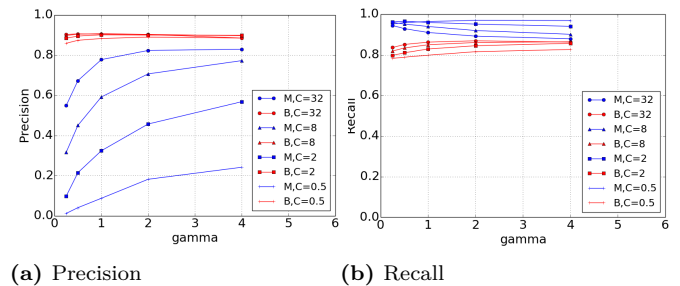 1.0
0.8
0.6
0.4
0.2
0.0
Precision
0 1 2 3 4 5 6
gamma
M,C=32
B,C=32
M,C=8
B,C=8
M,C=2
B,C=2
M,C=0.5
B,C=0.5
(a) Precision
1.0
0.8
0.6
0.4
0.2
0.0
Recall
0 1 2 3 4 5 6
gamma
M,C=32
B,C=32
M,C=8
B,C=8
M,C=2
B,C=2
M,C=0.5
B,C=0.5
(b) Recall